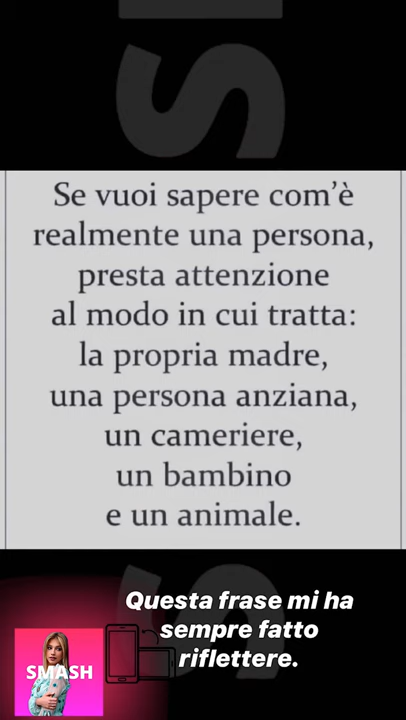 Se vuoi sapere com’è
realmente una persona,
presta attenzione
al modo in cui tratta:
la propria madre,
una persona anziana,
un cameriere,
un bambino
e un animale.
Questa frase mi ha
sempre fatto
riflettere.
SMASH